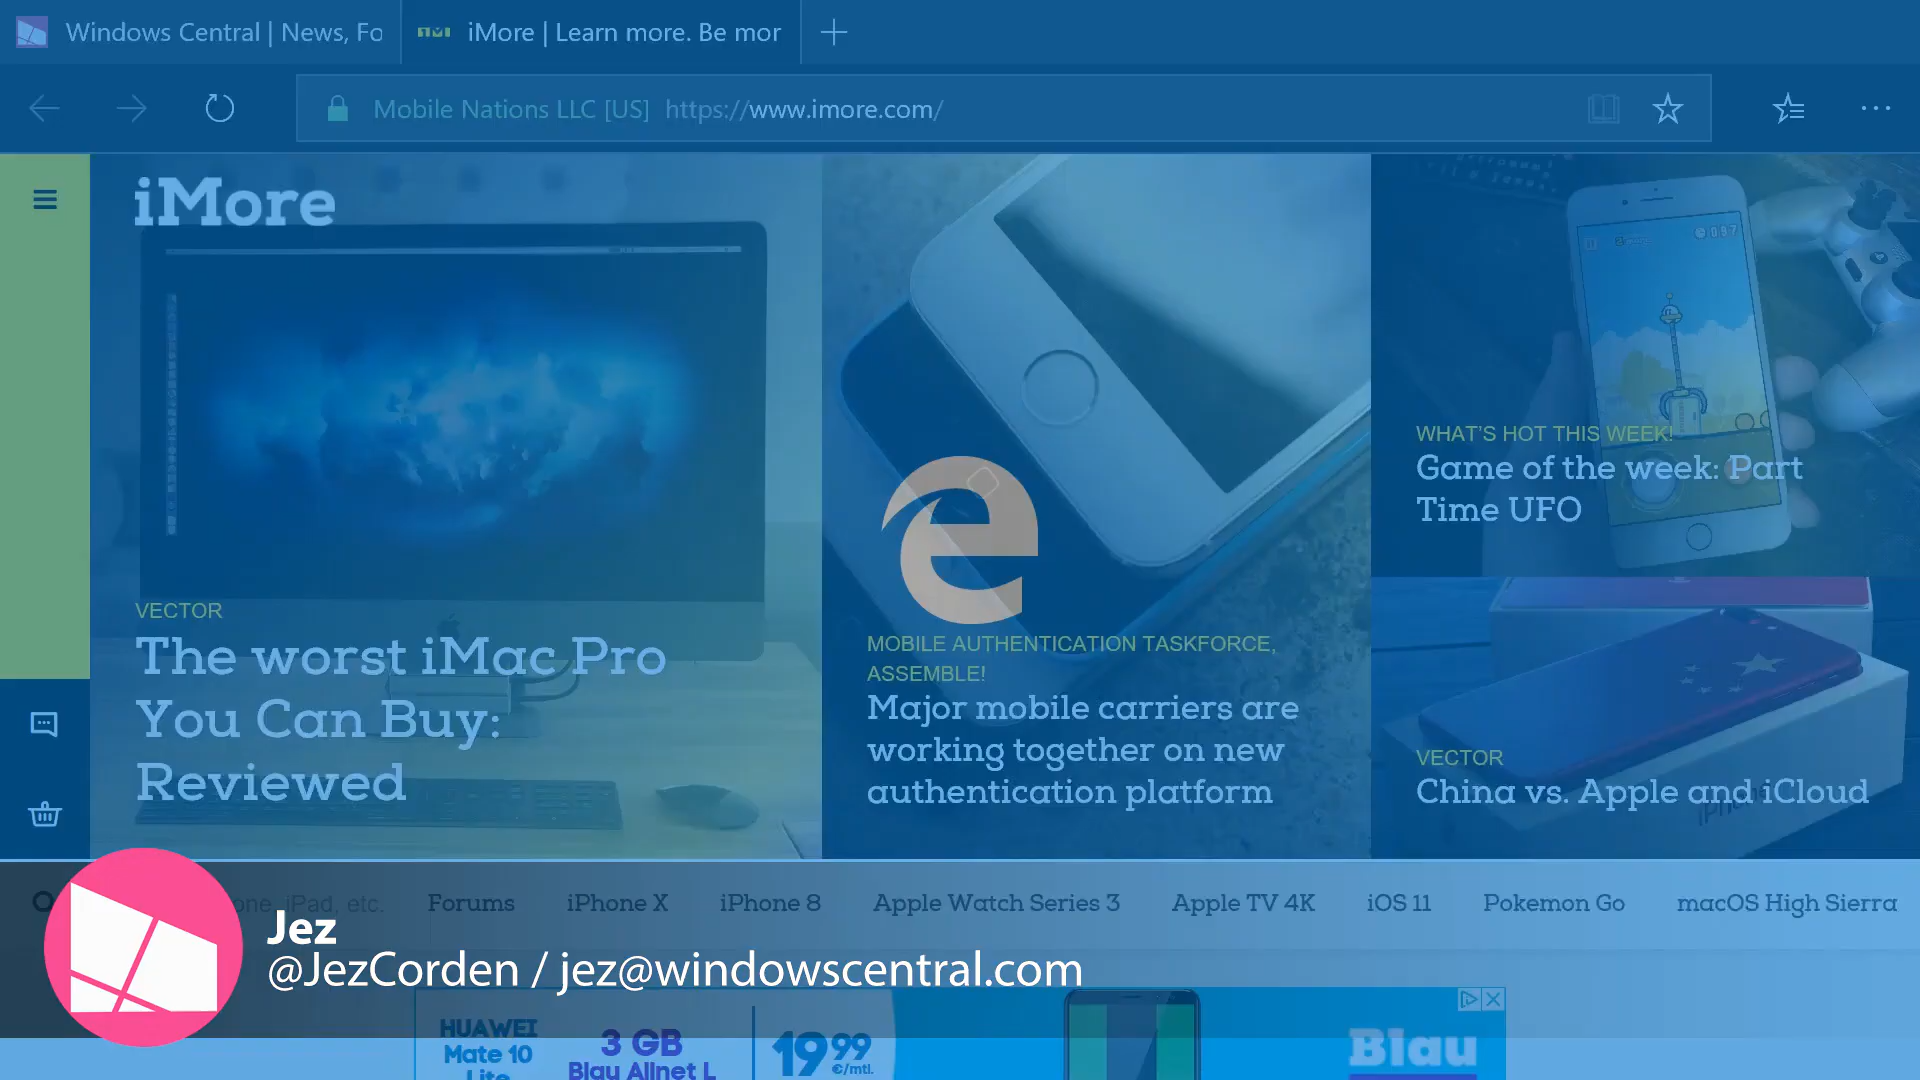 Windows Central | News, Fo
iMore | Learn more. Be mor
Mobile Nations LLC [US] https://www.imore.com/
iMore
VECTOR
The worst iMac Pro
You Can Buy:
Reviewed
MOBILE AUTHENTICATION TASKFORCE,
ASSEMBLE!
Major mobile carriers are
working together on new
authentication platform
WHAT'S HOT THIS WEEK!
Game of the week: Part
Time UFO
VECTOR
China vs. Apple and iCloud
iPad, etc.
Forums
iPhone X
iPhone 8
Apple Watch Series 3
Apple TV 4K
iOS 11
Pokemon Go
macOS High Sierra
Jez
@JezCorden / jez@windowscentral.com
HUAWEI
Mate 10
Lite
3 GB
Blau Allnet L
19 99
€/mtl.
Blau